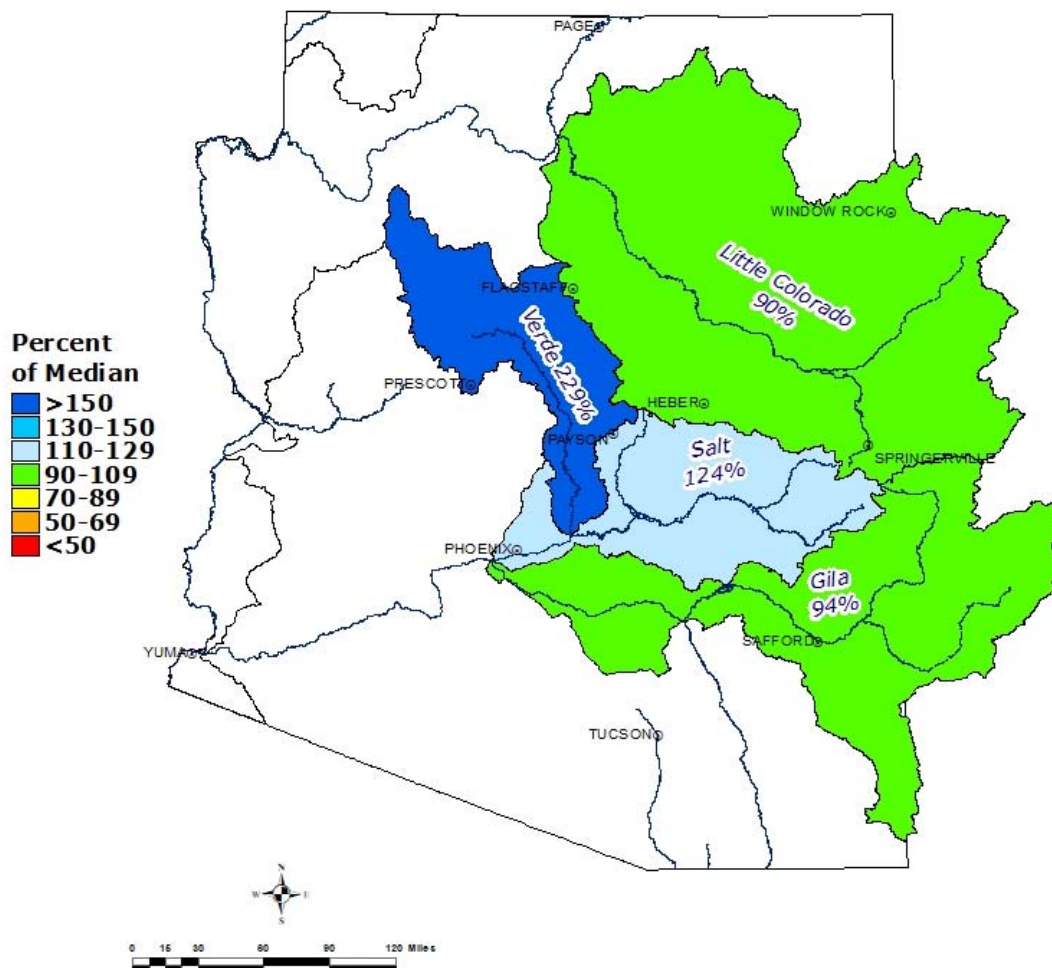 PAGE
WINDOW ROCK
Little Colorado
90%
FLAGSTAFF
Verde 229%
Percent
of Median
>150
130-150
110-129
90-109
70-89
50-69
<50
PRESCOTT
HEBER
PAYSON
Salt
124%
SPRINGERVILLE
PHOENIX
Gila
94%
SAFFORD
YUMA
TUCSON
N
W E
S
0 15 30 60 90 120 Miles